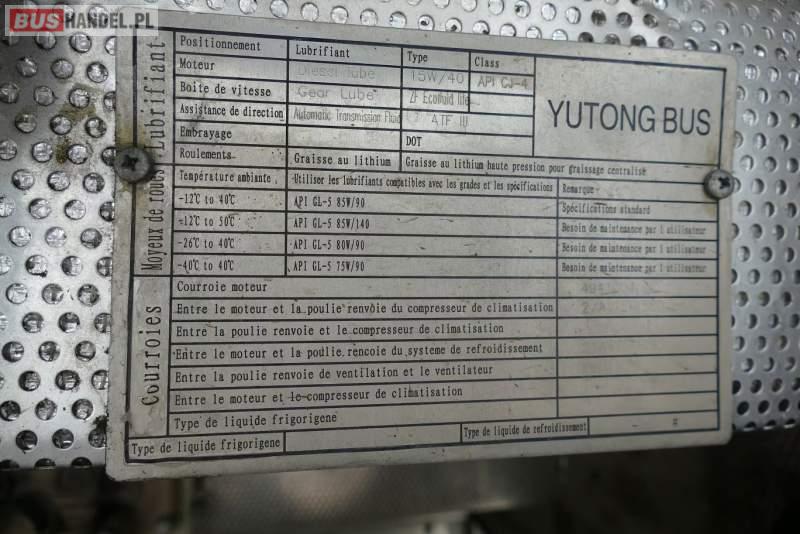 BUSHANDEL.PL
Lubrifiant
Positionnement Lubrifiant Type Class
Moteur Diesel lube 15W/40 API CJ-4
Boite de vitesse Gear Lube ZF Ecofluid life
Assistance de direction Automatic Transmission Fluid ATF III
Embrayage DOT
YUTONG BUS
Moyeux de roues
Roulements Graisse au lithium Graisse au lithium haute pression pour graissage centralisé
Température ambiante Utiliser les lubrifiants compatibles avec les grades et les spécifications Remarque
-12℃ to 40℃ API GL-5 85W/90 Spécifications standard
-12℃ to 50℃ API GL-5 85W/140 Besoin de maintenance par l utilisateur
-26℃ to 40℃ API GL-5 80W/90 Besoin de maintenance par l utilisateur
-40℃ to 40℃ API GL-5 75W/90 Besoin de maintenance par l utilisateur
Courroies
Courroie moteur
Entre le moteur et la poulie renvoie du compresseur de climatisation
Entre la poulie renvoie et le compresseur de climatisation
Entre le moteur et la poulie rencoie du systeme de refroidissement
Entre la poulie renvoie de ventilation et le ventilateur
Entre le moteur et le compresseur de climatisation
Type de liquide frigorigene
Type de liquide frigorigene Type de liquide de refroidissement